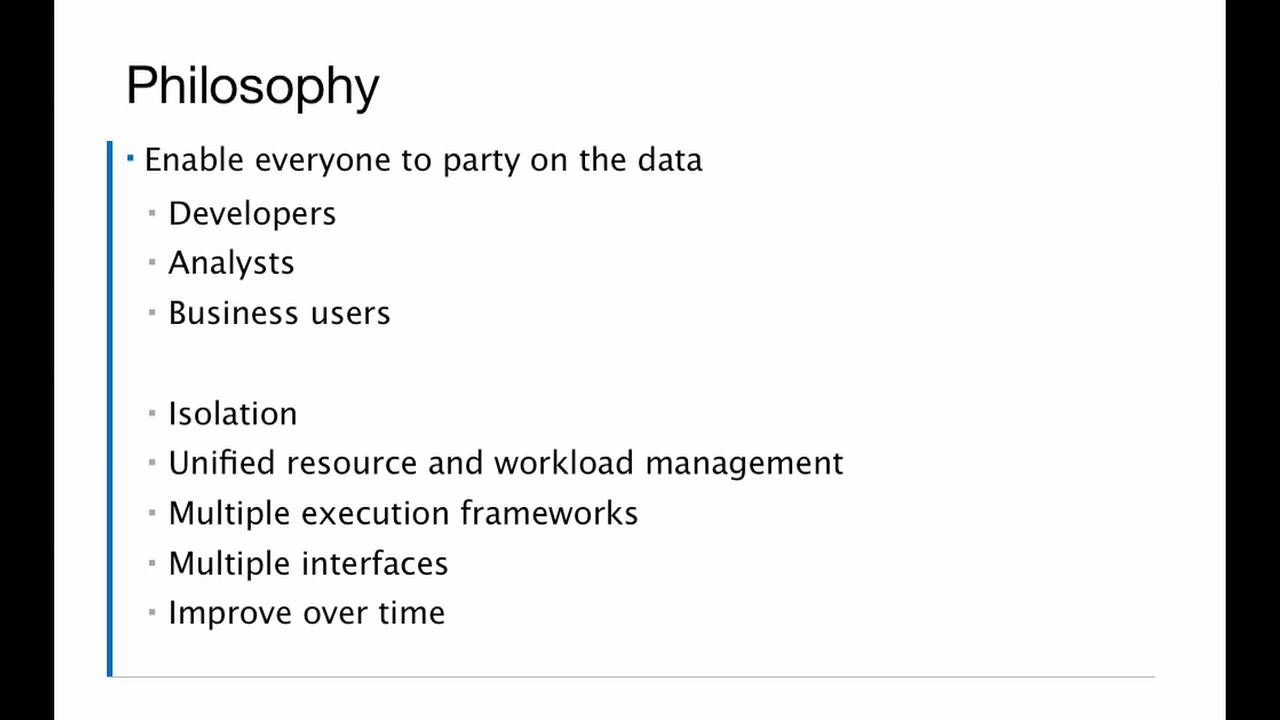 Philosophy
Enable everyone to party on the data
Developers
Analysts
Business users
Isolation
Unified resource and workload management
Multiple execution frameworks
Multiple interfaces
Improve over time